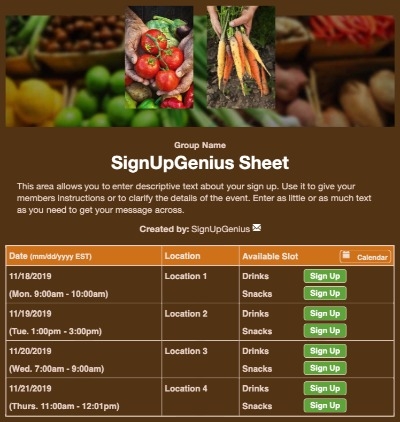 Group Name
SignUpGenius Sheet
This area allows you to enter descriptive text about your sign up. Use it to give your
members instructions or to clarify the details of the event. Enter as little or as much text
as you need to get your message across.
Created by: SignUpGenius
Date (mm/dd/yyyy EST) Location Available Slot Calendar
11/18/2019 Location 1 Drinks Sign Up
(Mon. 9:00am - 10:00am) Snacks Sign Up
11/19/2019 Location 2 Drinks Sign Up
(Tue. 1:00pm - 3:00pm) Snacks Sign Up
11/20/2019 Location 3 Drinks Sign Up
(Wed. 7:00am - 9:00am) Snacks Sign Up
11/21/2019 Location 4 Drinks Sign Up
(Thurs. 11:00am - 12:01pm) Snacks Sign Up